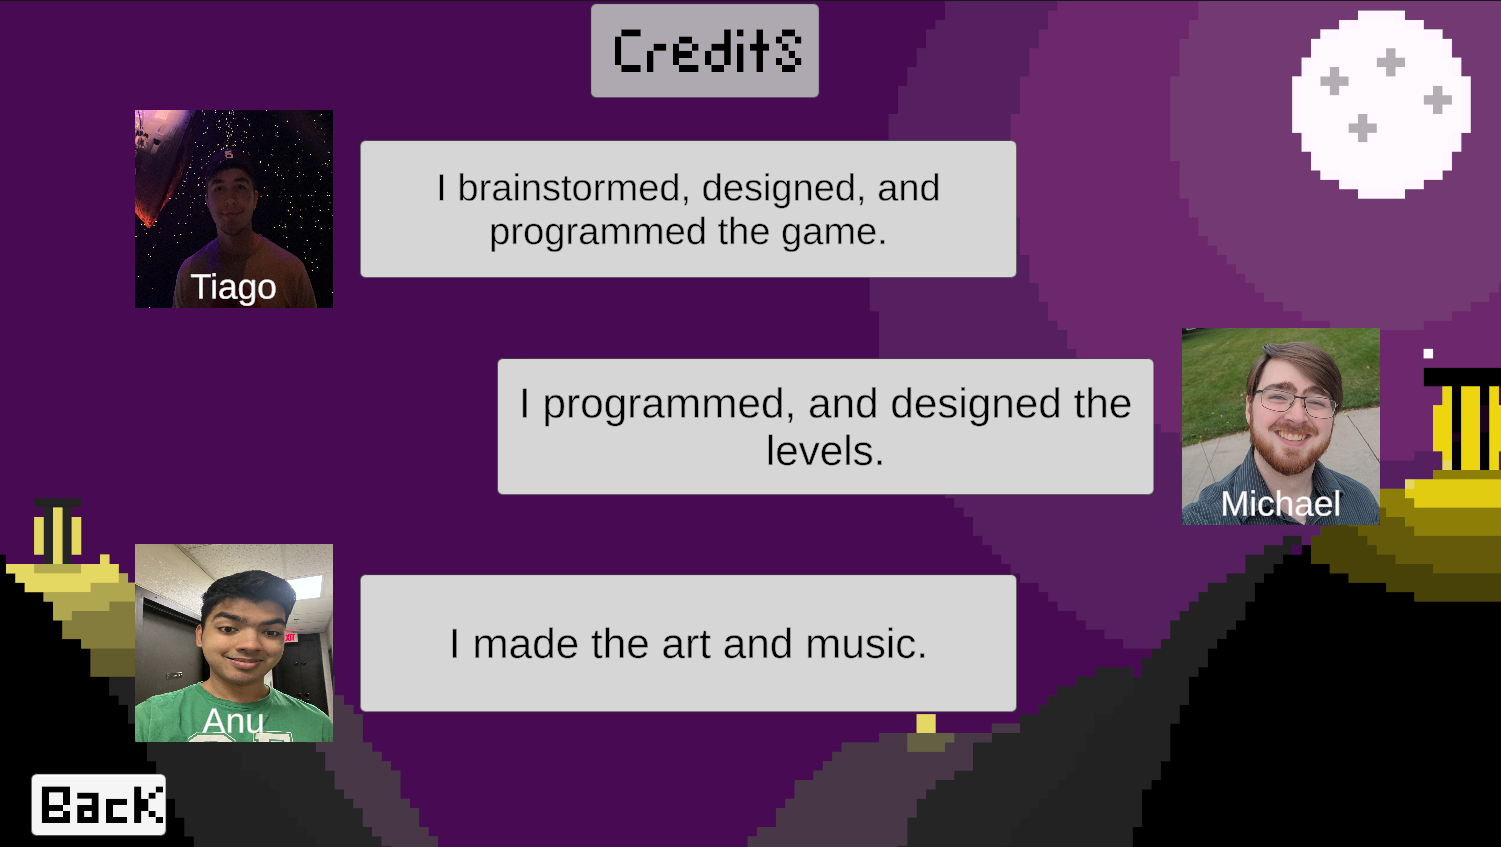 Credits
I brainstormed, designed, and
programmed the game.
Tiago
I programmed, and designed the
levels.
Michael
EXIT
I made the art and music.
Anu
Back